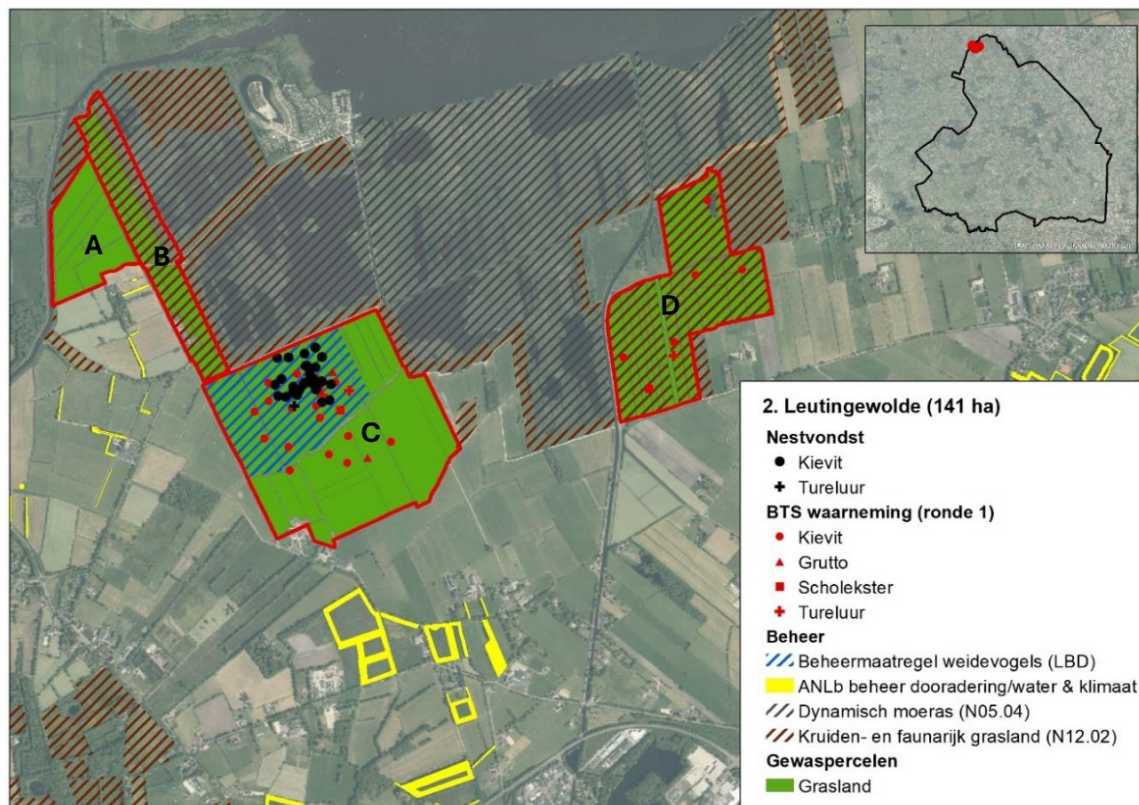 A
B
C
D
2. Leutingewolde (141 ha)
Nestvondst
Kievit
Tureluur
BTS waarneming (ronde 1)
Kievit
Grutto
Scholekster
Tureluur
Beheer
Beheermaatregel weidevogels (LBD)
ANLb beheer dooradering/water & klimaat
Dynamisch moeras (N05.04)
Kruiden- en faunarijk grasland (N12.02)
Gewaspercelen
Grasland